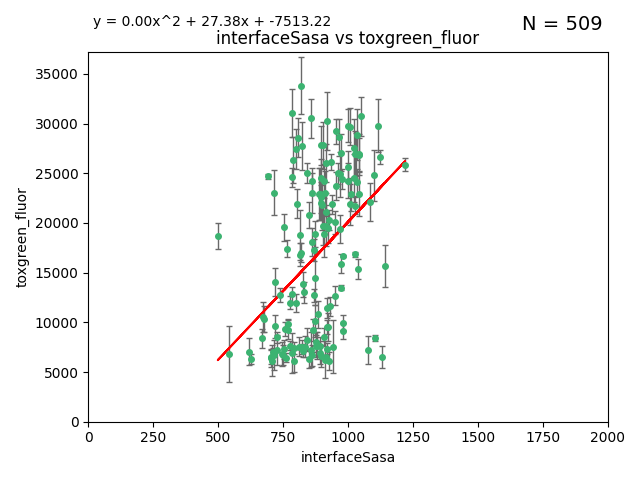 y = 0.00x^2 + 27.38x + -7513.22
N = 509
interfaceSasa vs toxgreen_fluor
35000
30000
25000
20000
15000
10000
5000
0
toxgreen_fluor
0 250 500 750 1000 1250 1500 1750 2000
interfaceSasa